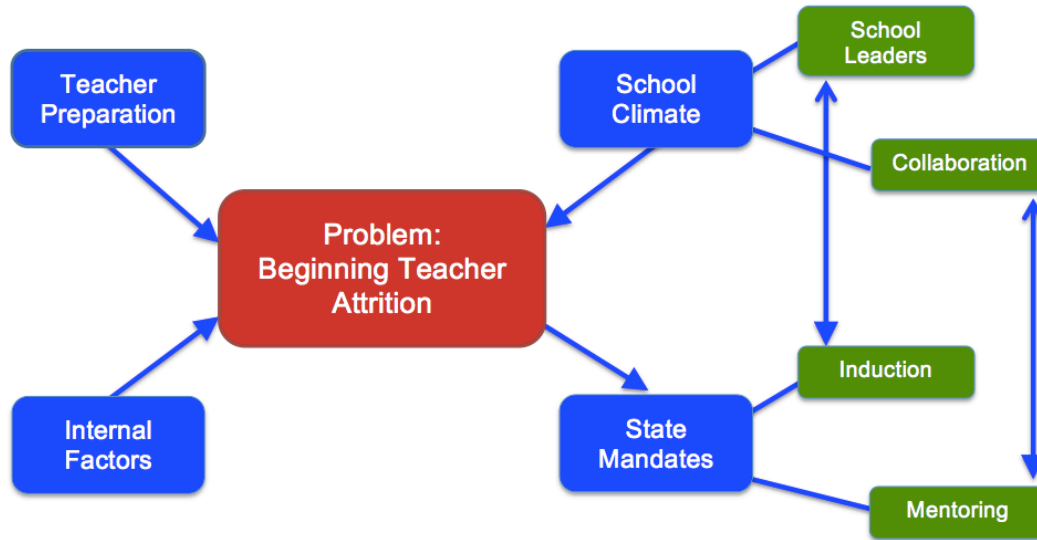 Teacher
Preparation
School
Climate
School
Leaders
Collaboration
Problem:
Beginning Teacher
Attrition
Induction
Internal
Factors
State
Mandates
Mentoring